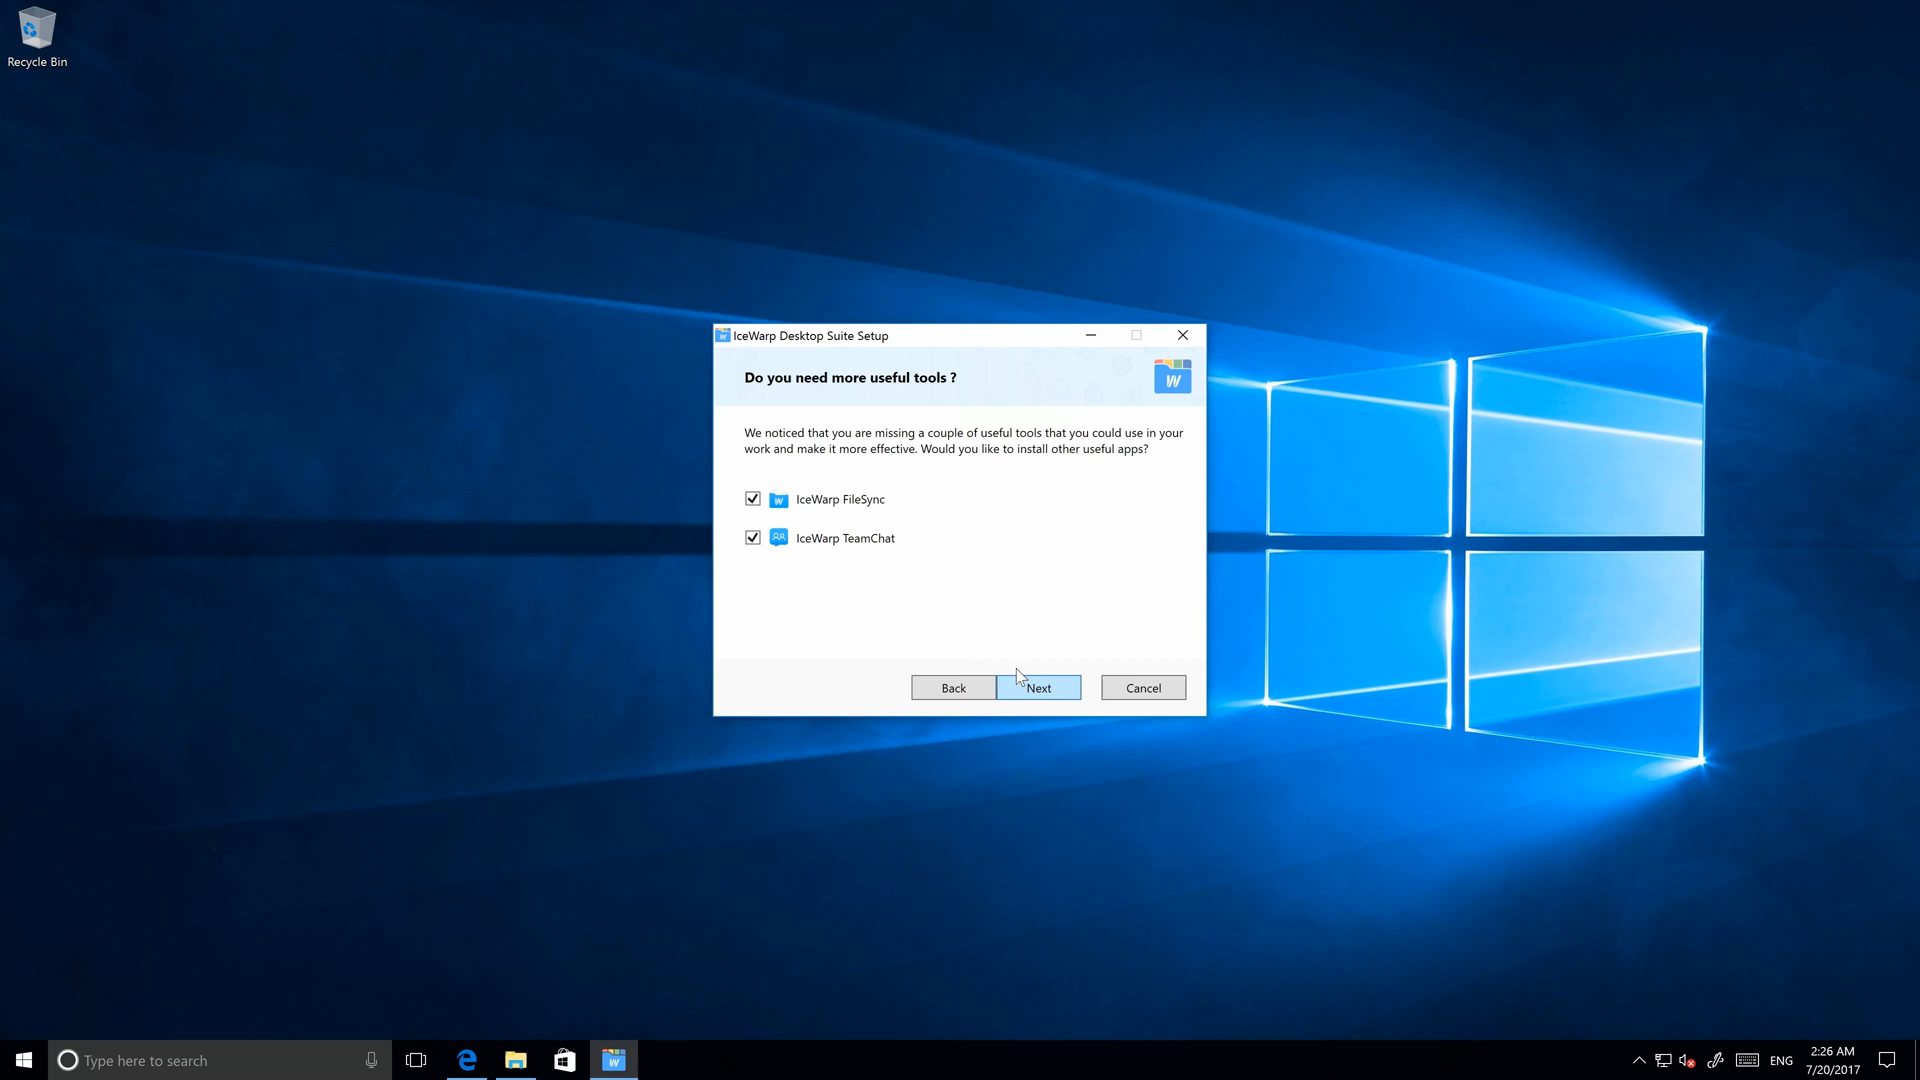 Recycle Bin
IceWarp Desktop Suite Setup
Do you need more useful tools ?
W
We noticed that you are missing a couple of useful tools that you could use in your
work and make it more effective. Would you like to install other useful apps?
IceWarp FileSync
IceWarp TeamChat
Back
Next
Cancel
Type here to search
ENG
2:26 AM
7/20/2017